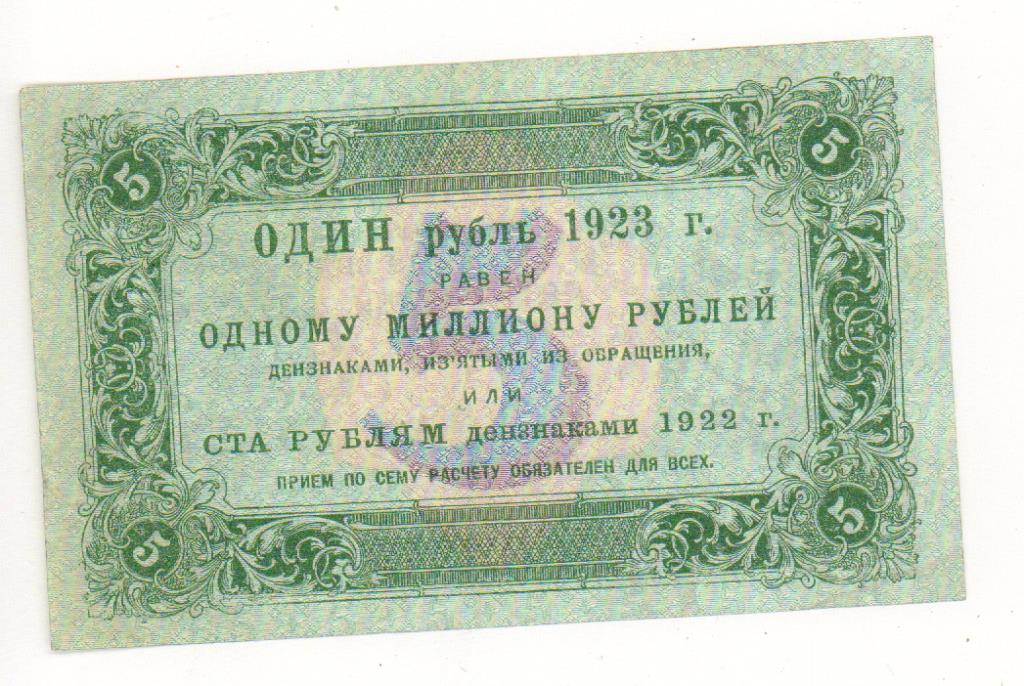 5 5
ОДИН рубль 1923 г.
РАВЕН
ОДНОМУ МИЛЛИОНУ РУБЛЕЙ
ДЕНЗНАКАМИ, ИЗ'ЯТЫМИ ИЗ ОБРАЩЕНИЯ,
ИЛИ
СТА РУБЛЯМ дензнаками 1922 г.
ПРИЕМ ПО СЕМУ РАСЧЕТУ ОБЯЗАТЕЛЕН ДЛЯ ВСЕХ.
5 5
5